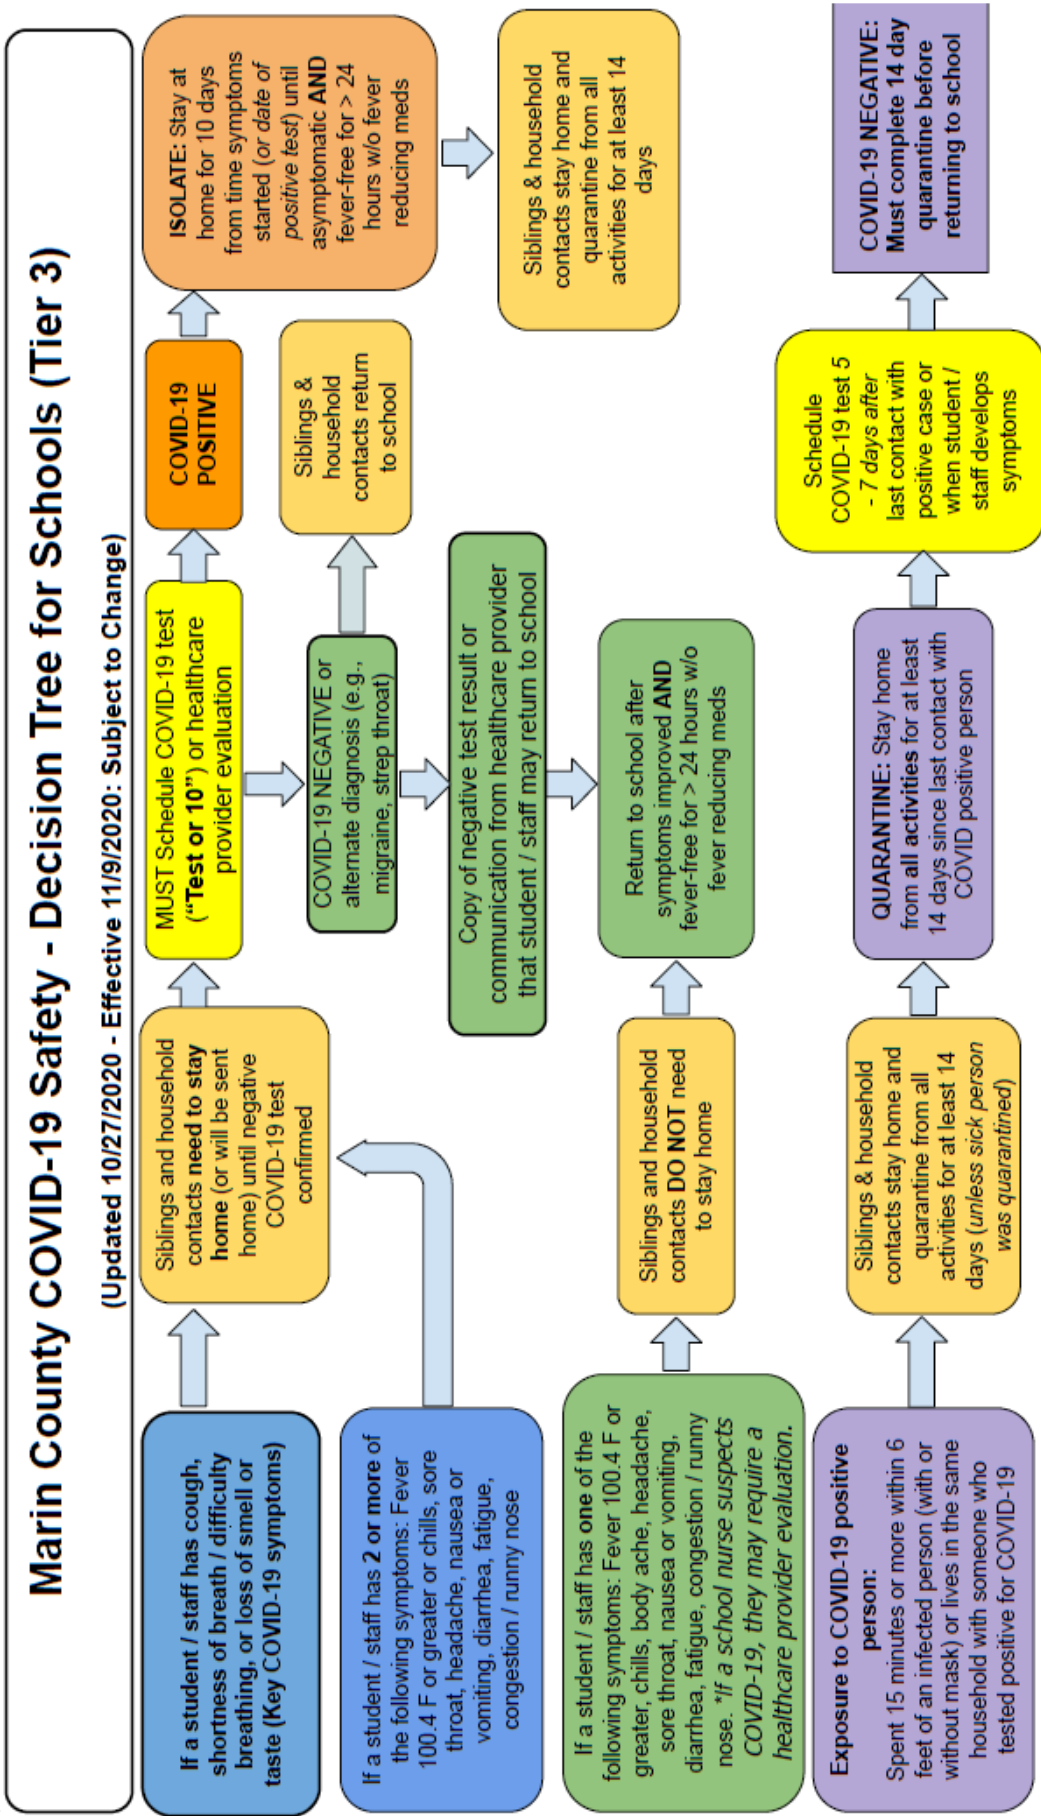 Marin County COVID-19 Safety - Decision Tree for Schools (Tier 3)
(Updated 10/27/2020 - Effective 11/9/2020: Subject to Change)
If a student / staff has cough,
shortness of breath / difficulty
breathing, or loss of smell or
taste (Key COVID-19 symptoms)
Siblings and household
contacts need to stay
home (or will be sent
home) until negative
COVID-19 test
confirmed
MUST Schedule COVID-19 test
(“Test or 10”) or healthcare
provider evaluation
COVID-19
POSITIVE
ISOLATE: Stay at
home for 10 days
from time symptoms
started (or date of
positive test) until
asymptomatic AND
fever-free for > 24
hours w/o fever
reducing meds
If a student / staff has 2 or more of
the following symptoms: Fever
100.4 F or greater or chills, sore
throat, headache, nausea or
vomiting, diarrhea, fatigue,
congestion / runny nose
COVID-19 NEGATIVE or
alternate diagnosis (e.g.,
migraine, strep throat)
Siblings &
household
contacts return
to school
Copy of negative test result or
communication from healthcare provider
that student / staff may return to school
Siblings & household
contacts stay home and
quarantine from all
activities for at least 14
days
If a student / staff has one of the
following symptoms: Fever 100.4 F or
greater, chills, body ache, headache,
sore throat, nausea or vomiting,
diarrhea, fatigue, congestion / runny
nose. *If a school nurse suspects
COVID-19, they may require a
healthcare provider evaluation.
Siblings and household
contacts DO NOT need
to stay home
Return to school after
symptoms improved AND
fever-free for > 24 hours w/o
fever reducing meds
Exposure to COVID-19 positive
person:
Spent 15 minutes or more within 6
feet of an infected person (with or
without mask) or lives in the same
household with someone who
tested positive for COVID-19
Siblings & household
contacts stay home and
quarantine from all
activities for at least 14
days (unless sick person
was quarantined)
QUARANTINE: Stay home
from all activities for at least
14 days since last contact with
COVID positive person
Schedule
COVID-19 test 5
- 7 days after
last contact with
positive case or
when student /
staff develops
symptoms
COVID-19 NEGATIVE:
Must complete 14 day
quarantine before
returning to school